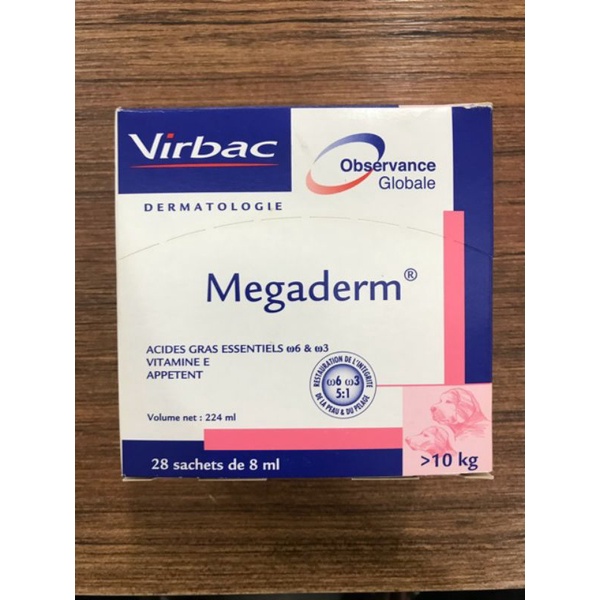 Virbac
Observance
Globale
DERMATOLOGIE
Megaderm®
ACIDES GRAS ESSENTIELS ω6 & ω3
VITAMINE E
APPETENT
RESTAURATION DE L'INTEGRITE
ω6 ω3
5:1
DE LA PEAU & DU PELAGE
Volume net : 224 ml
28 sachets de 8 ml
>10 kg